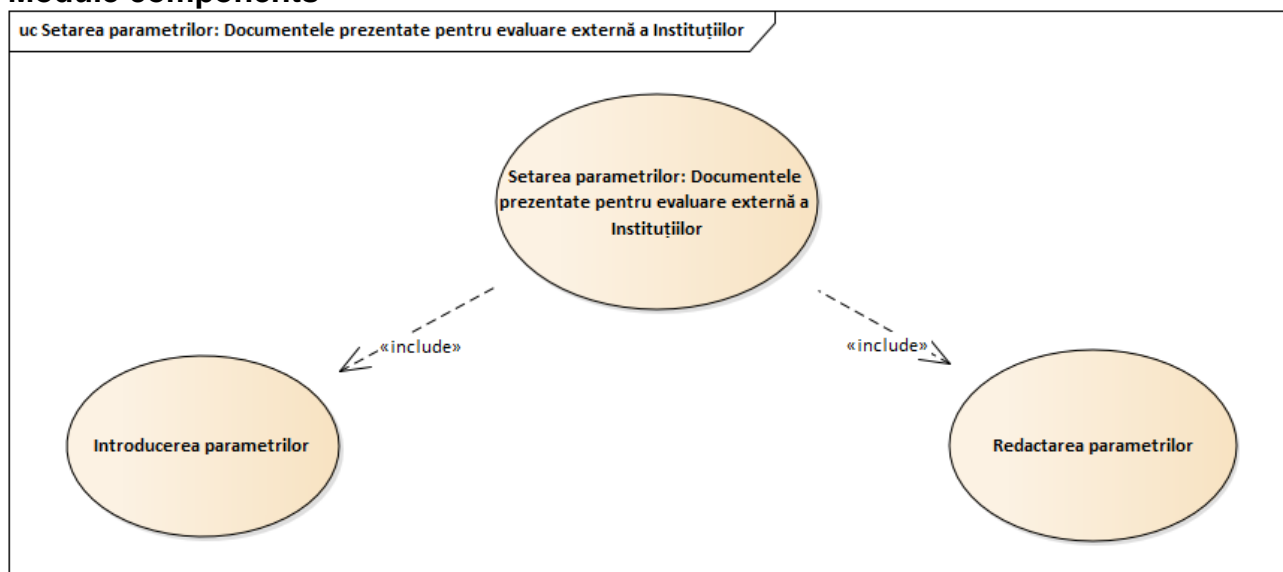 Module components
uc Setarea parametrilor: Documentele prezentate pentru evaluare externă a Instituțiilor
Setarea parametrilor: Documentele
prezentate pentru evaluare externă a
Instituțiilor
«include»
«include»
Introducerea parametrilor
Redactarea parametrilor